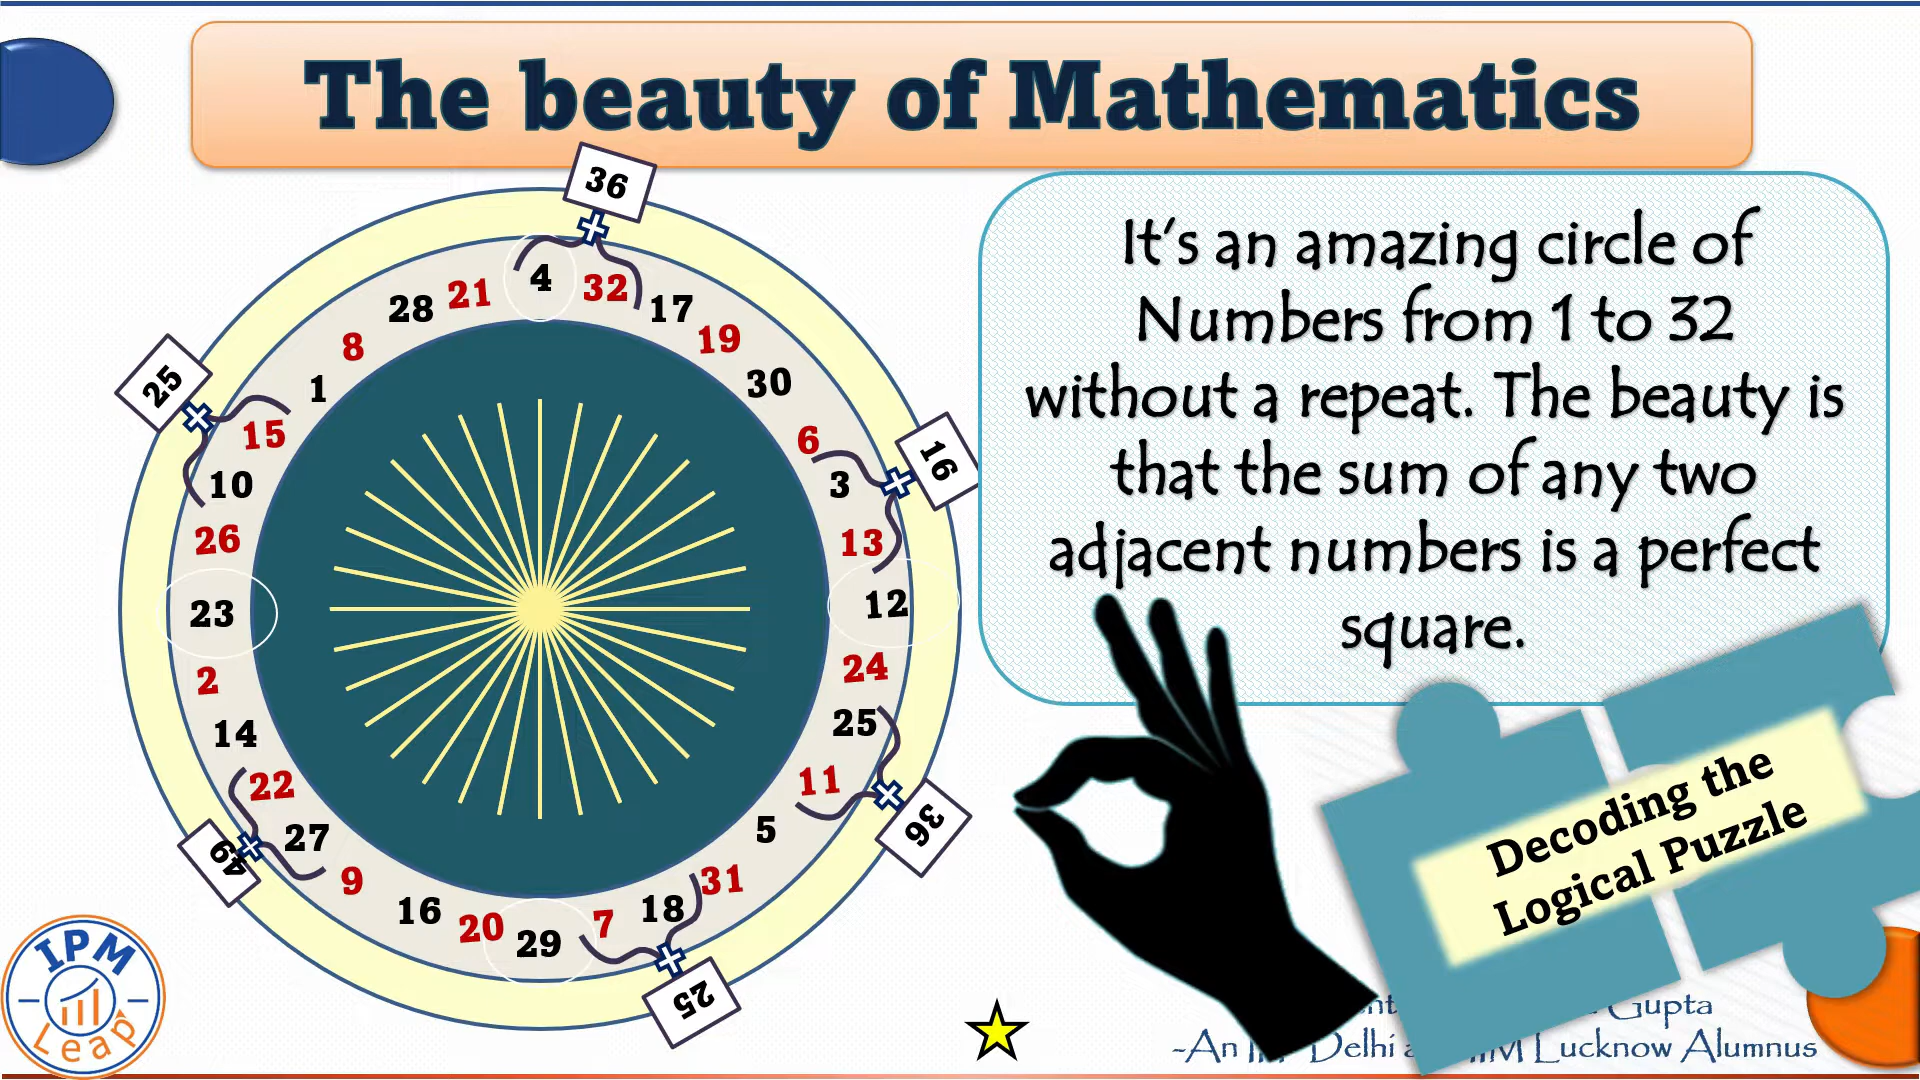 The beauty of Mathematics
36
4
32
17
19
30
6
3
16
13
12
24
25
11
36
5
31
18
25
7
29
20
16
9
27
49
22
14
2
23
26
10
15
25
1
8
28
21
It's an amazing circle of
Numbers from 1 to 32
without a repeat. The beauty is
that the sum of any two
adjacent numbers is a perfect
square.
Decoding the
Logical Puzzle
Gupta
-An Delhi Lucknow Alumnus
IPM
Leap